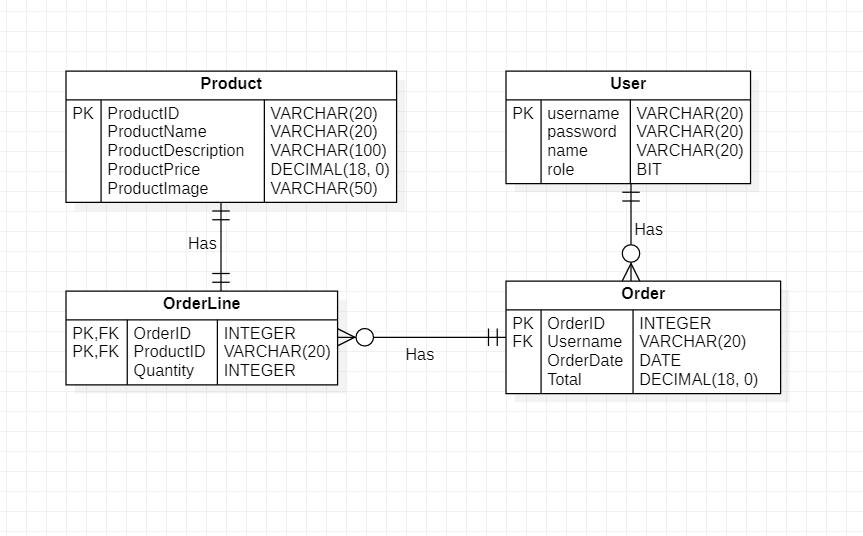 Product
PK ProductID VARCHAR(20)
ProductName VARCHAR(20)
ProductDescription VARCHAR(100)
ProductPrice DECIMAL(18, 0)
ProductImage VARCHAR(50)
User
PK username VARCHAR(20)
password VARCHAR(20)
name VARCHAR(20)
role BIT
Has
Has
OrderLine
PK,FK OrderID INTEGER
PK,FK ProductID VARCHAR(20)
Quantity INTEGER
Has
Order
PK OrderID INTEGER
FK Username VARCHAR(20)
OrderDate DATE
Total DECIMAL(18, 0)